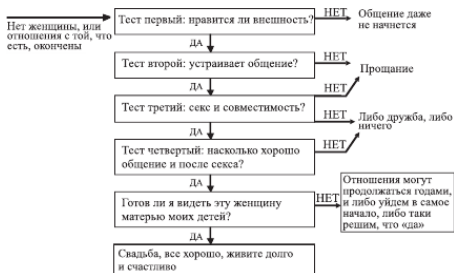 Нет женщины, или
отношения с той, что
есть, окончены
Тест первый: нравится ли внешность?
НЕТ
Общение даже
не начнется
ДА
Тест второй: устраивает общение?
НЕТ
Прощание
ДА
Тест третий: секс и совместимость?
НЕТ
Либо дружба, либо
ничего
ДА
Тест четвертый: насколько хорошо
общение и после секса?
НЕТ
ДА
Готов ли я видеть эту женщину
матерью моих детей?
НЕТ
Отношения могут
продолжаться годами,
и либо уйдем в самое
начало, либо таки
решим, что «да»
ДА
Свадьба, все хорошо, живите долго
и счастливо